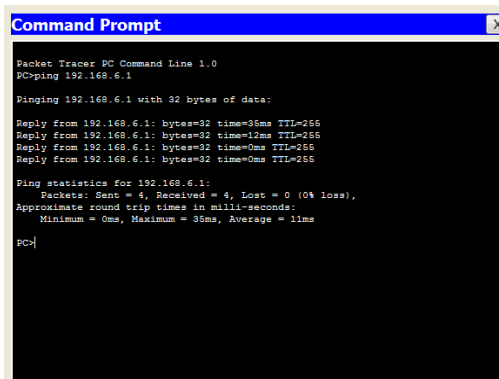 Command Prompt
X
Packet Tracer PC Command Line 1.0
PC>ping 192.168.6.1
Pinging 192.168.6.1 with 32 bytes of data:
Reply from 192.168.6.1: bytes=32 time=35ms TTL=255
Reply from 192.168.6.1: bytes=32 time=12ms TTL=255
Reply from 192.168.6.1: bytes=32 time=0ms TTL=255
Reply from 192.168.6.1: bytes=32 time=0ms TTL=255
Ping statistics for 192.168.6.1:
Packets: Sent = 4, Received = 4, Lost = 0 (0% loss),
Approximate round trip times in milli-seconds:
Minimum = 0ms, Maximum = 35ms, Average = 11ms
PC>